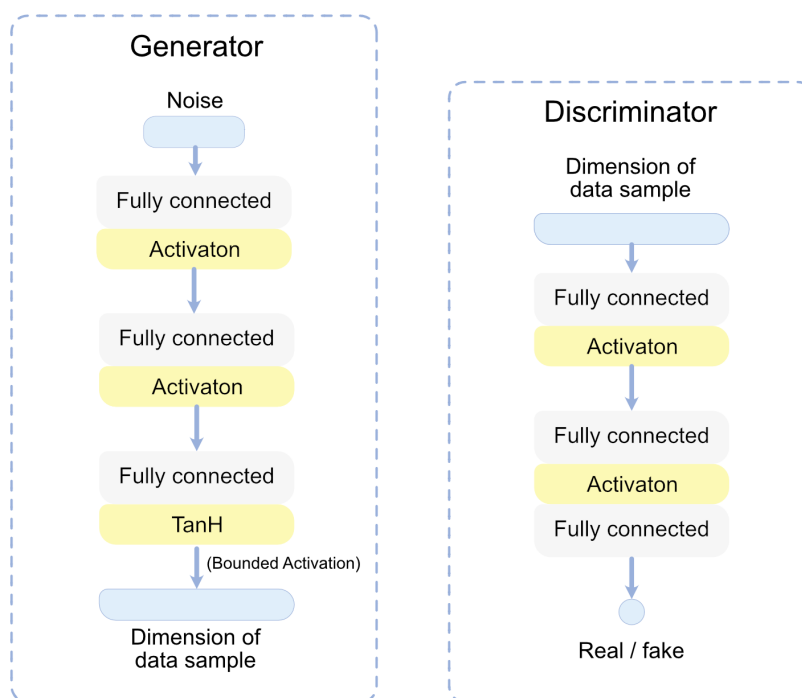 Generator
Noise
Fully connected
Activaton
Fully connected
Activaton
Fully connected
TanH
(Bounded Activation)
Dimension of
data sample
Discriminator
Dimension of
data sample
Fully connected
Activaton
Fully connected
Activaton
Fully connected
Real / fake